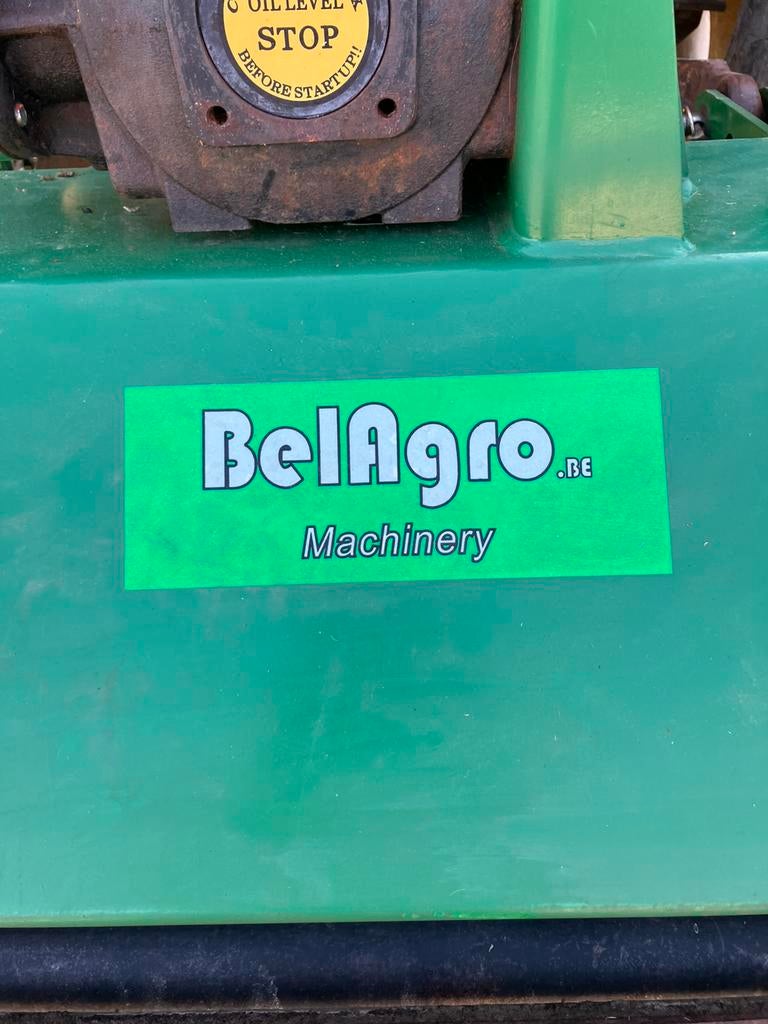 OIL LEVEL
STOP
BEFORE STARTUP!!
BelAgro.BE
Machinery